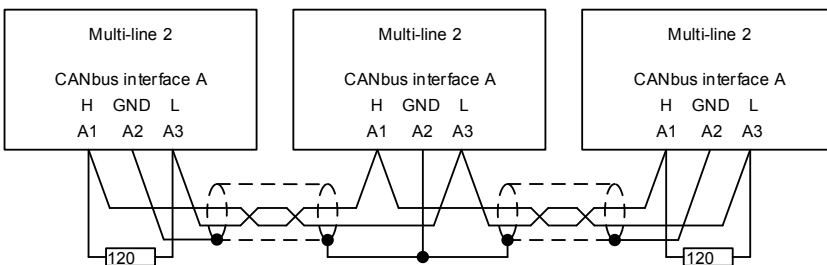 Multi-line 2 Multi-line 2 Multi-line 2
CANbus interface A CANbus interface A CANbus interface A
H GND L H GND L H GND L
A1 A2 A3 A1 A2 A3 A1 A2 A3
120 120